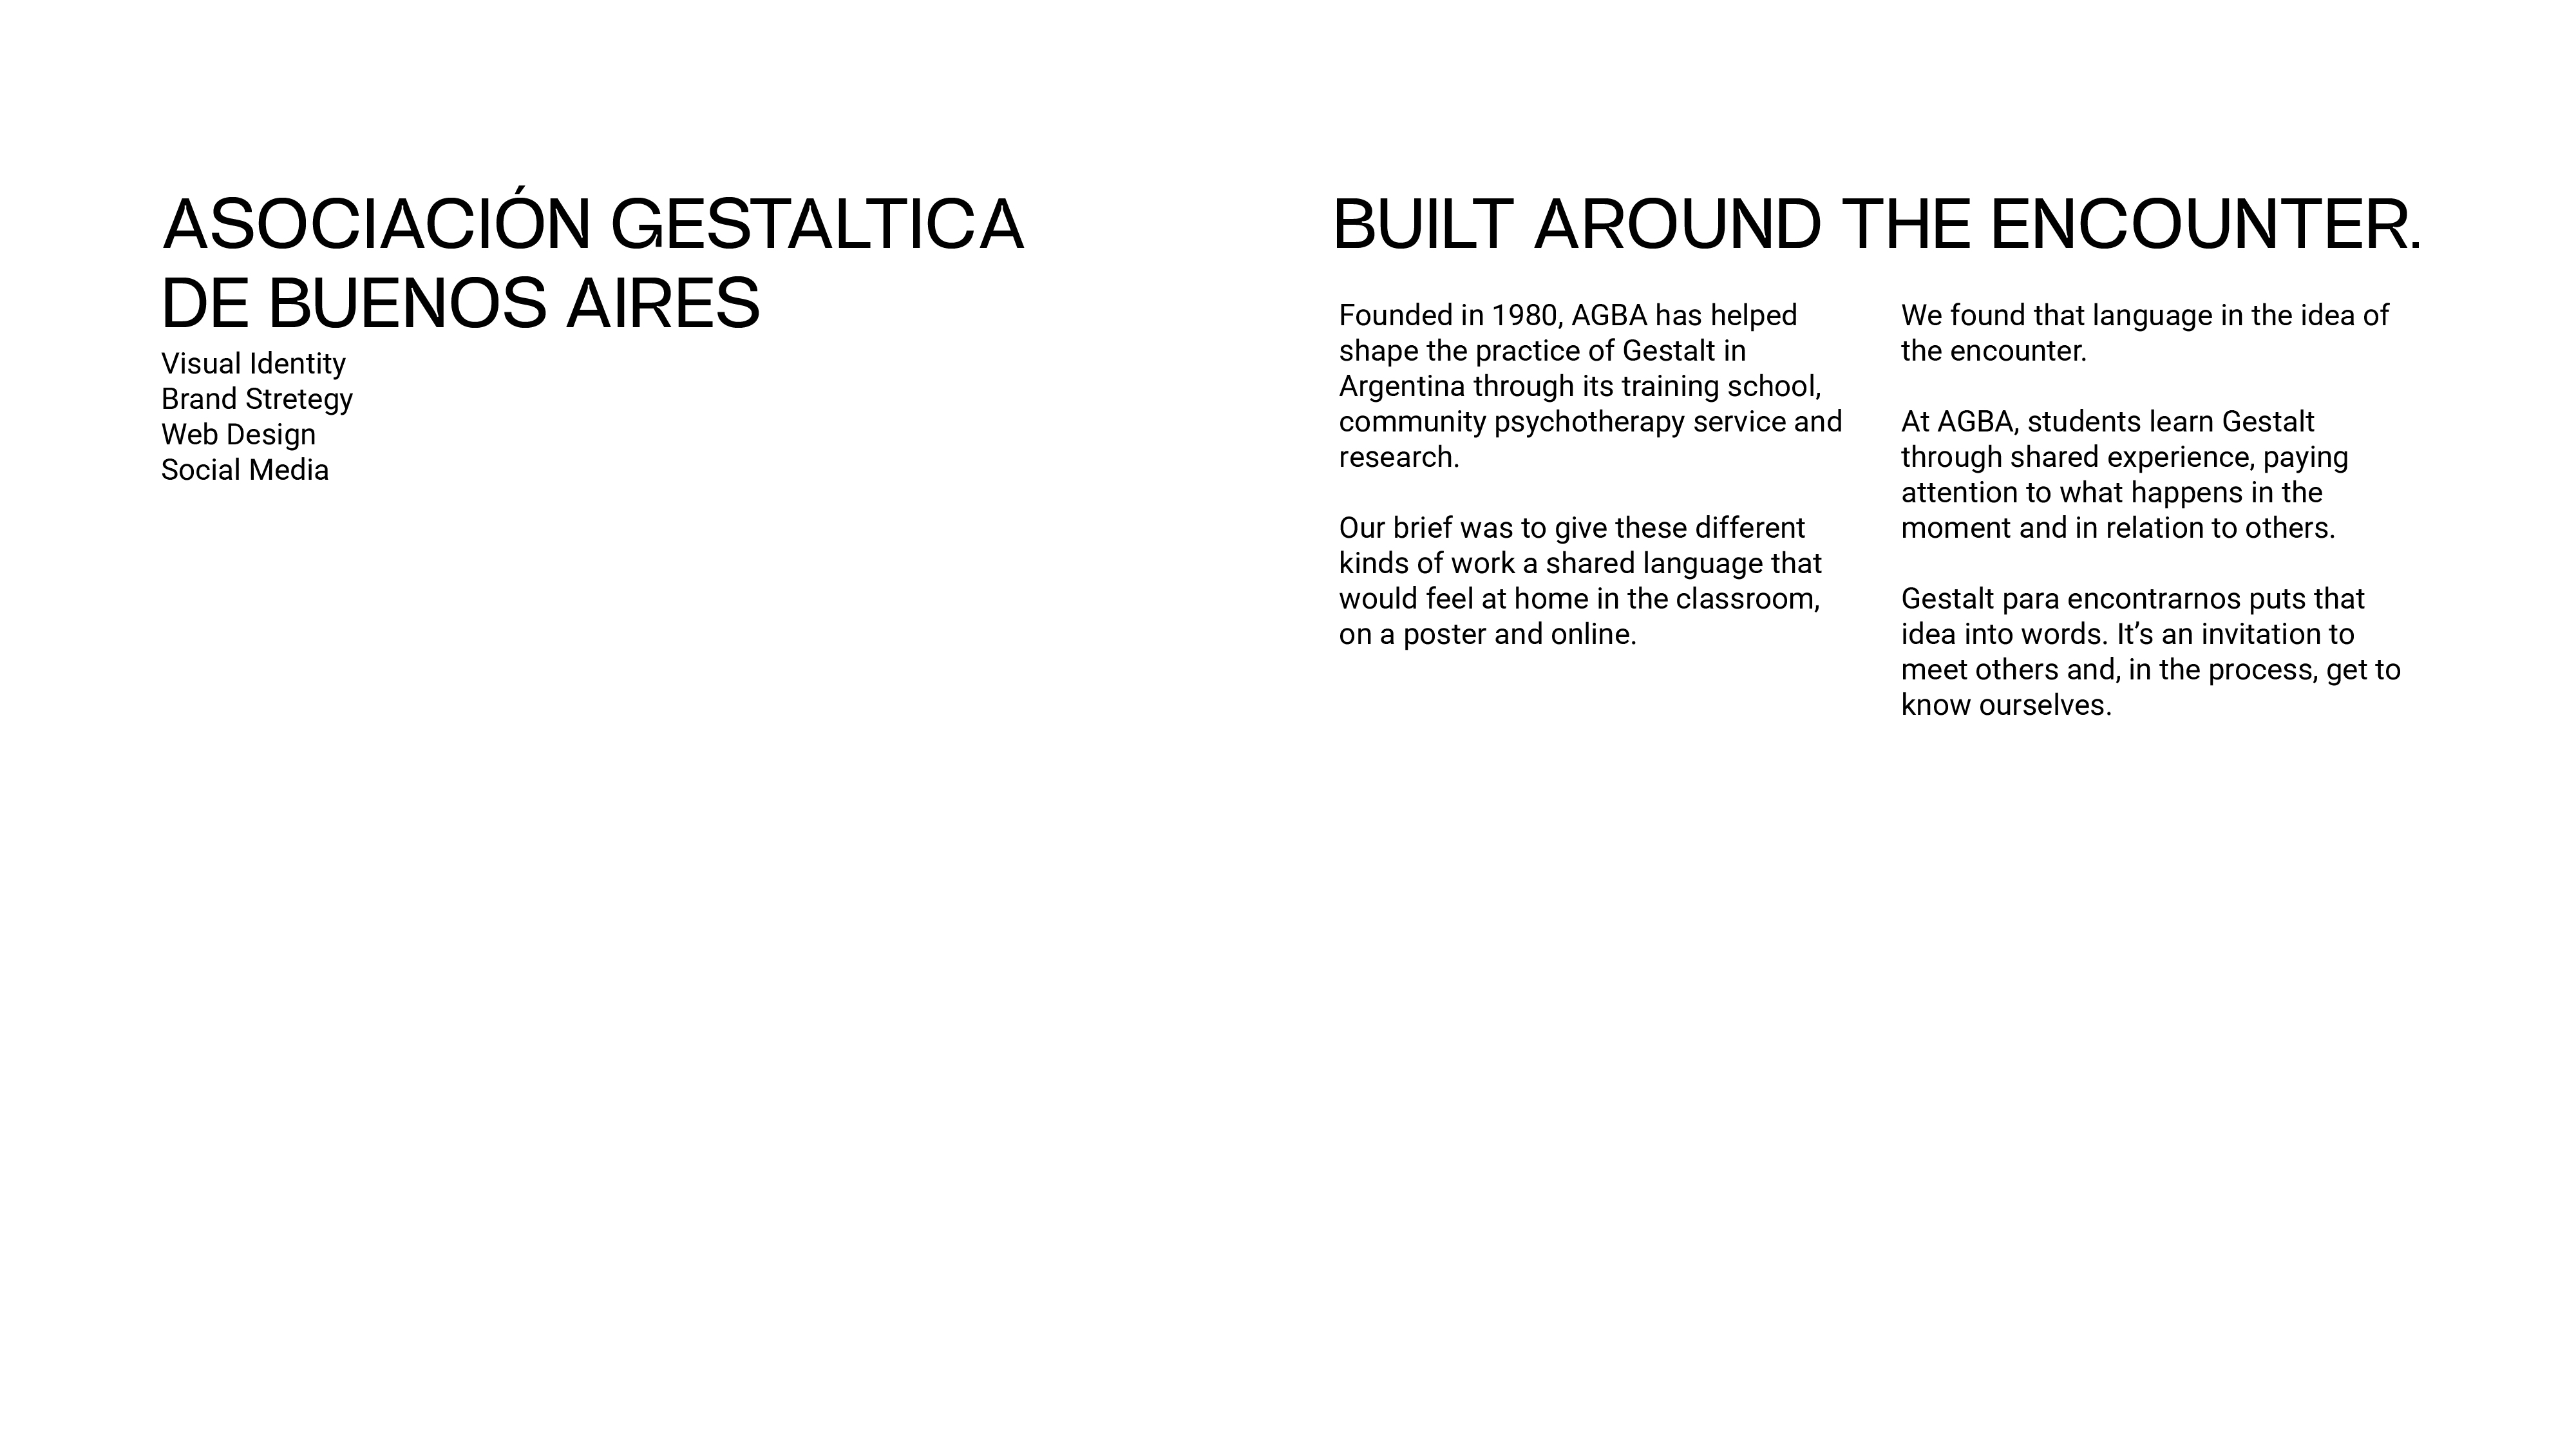 ASOCIACIÓN GESTALTICA
DE BUENOS AIRES
Visual Identity
Brand Stretegy
Web Design
Social Media
BUILT AROUND THE ENCOUNTER.
Founded in 1980, AGBA has helped
shape the practice of Gestalt in
Argentina through its training school,
community psychotherapy service and
research.
Our brief was to give these different
kinds of work a shared language that
would feel at home in the classroom,
on a poster and online.
We found that language in the idea of
the encounter.
At AGBA, students learn Gestalt
through shared experience, paying
attention to what happens in the
moment and in relation to others.
Gestalt para encontrarnos puts that
idea into words. It’s an invitation to
meet others and, in the process, get to
know ourselves.